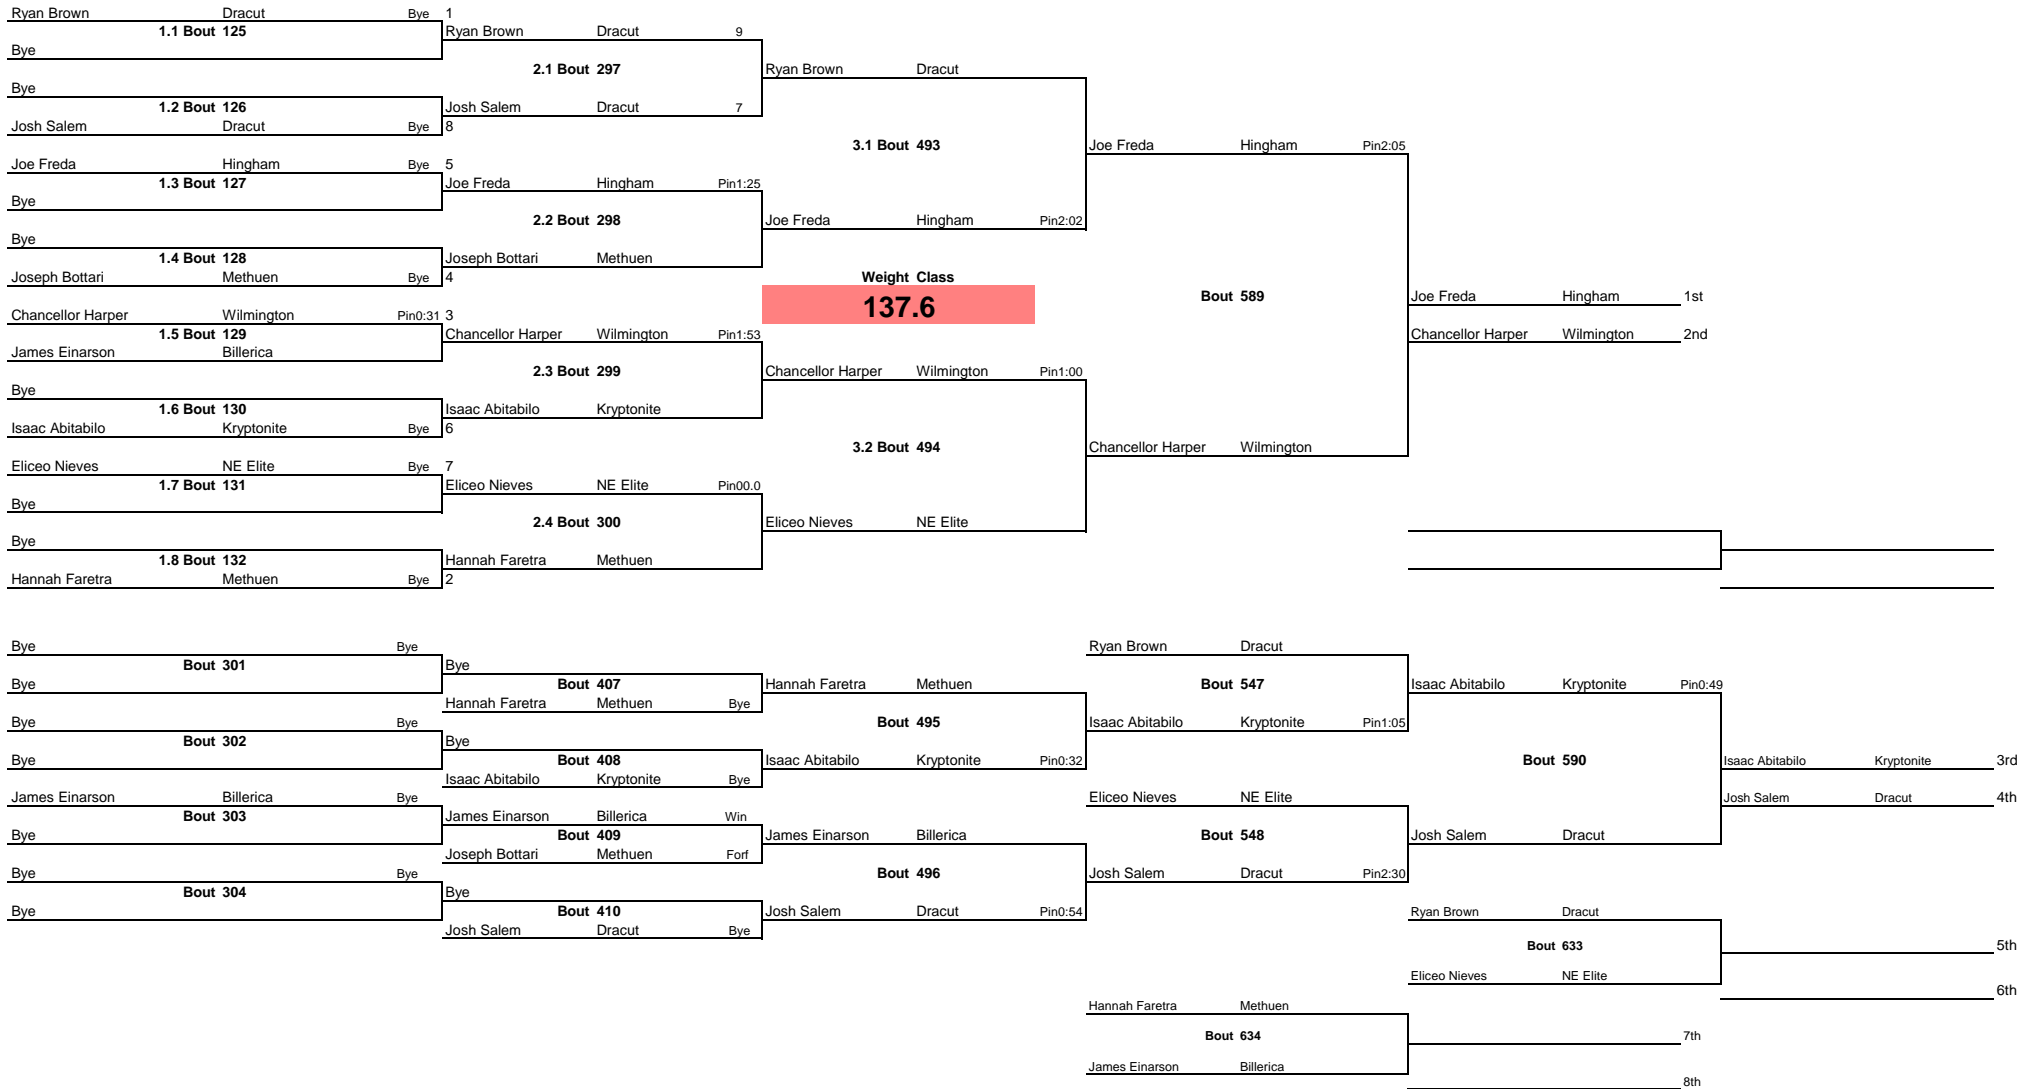 Ryan Brown Dracut Bye 1
1.1 Bout 125 Ryan Brown Dracut 9
Bye
2.1 Bout 297 Ryan Brown Dracut
Bye
1.2 Bout 126 Josh Salem Dracut 7
Josh Salem Dracut Bye 8
3.1 Bout 493 Joe Freda Hingham Pin2:05
Joe Freda Hingham Bye 5
1.3 Bout 127 Joe Freda Hingham Pin1:25
Bye
2.2 Bout 298 Joe Freda Hingham Pin2:02
Bye
1.4 Bout 128 Joseph Bottari Methuen
Joseph Bottari Methuen Bye 4 Weight Class
Bout 589 Joe Freda Hingham 1st
137.6
Chancellor Harper Wilmington Pin0:31 3
1.5 Bout 129 Chancellor Harper Wilmington Pin1:53 Chancellor Harper Wilmington 2nd
James Einarson Billerica
2.3 Bout 299 Chancellor Harper Wilmington Pin1:00
Bye
1.6 Bout 130 Isaac Abitabilo Kryptonite
Isaac Abitabilo Kryptonite Bye 6
3.2 Bout 494 Chancellor Harper Wilmington
Eliceo Nieves NE Elite Bye 7
1.7 Bout 131 Eliceo Nieves NE Elite Pin00.0
Bye
2.4 Bout 300 Eliceo Nieves NE Elite
Bye
1.8 Bout 132 Hannah Faretra Methuen
Hannah Faretra Methuen Bye 2
Bye Bye Ryan Brown Dracut
Bout 301 Bye
Bye Bout 407 Hannah Faretra Methuen Bout 547 Isaac Abitabilo Kryptonite Pin0:49
Hannah Faretra Methuen Bye
Bye Bye Bout 495 Isaac Abitabilo Kryptonite Pin1:05
Bout 302 Bye
Bye Bout 408 Isaac Abitabilo Kryptonite Pin0:32 Bout 590 Isaac Abitabilo Kryptonite 3rd
Isaac Abitabilo Kryptonite Bye
James Einarson Billerica Bye Eliceo Nieves NE Elite Josh Salem Dracut 4th
Bout 303 James Einarson Billerica Win
Bye Bout 409 James Einarson Billerica Bout 548 Josh Salem Dracut
Joseph Bottari Methuen Forf
Bye Bye Bout 496 Josh Salem Dracut Pin2:30
Bout 304 Bye
Bye Bout 410 Josh Salem Dracut Pin0:54 Ryan Brown Dracut
Josh Salem Dracut Bye
Bout 633 5th
Eliceo Nieves NE Elite
6th
Hannah Faretra Methuen
Bout 634 7th
James Einarson Billerica
8th